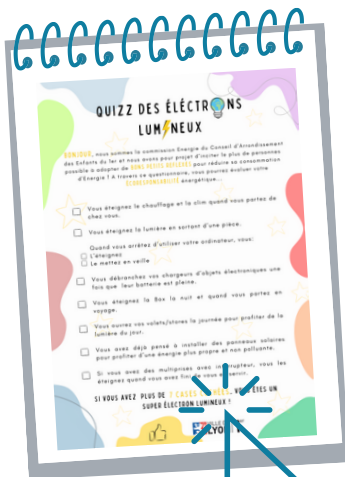 QUIZZ DES ÉLÉCTRONS
LUMINEUX
BONJOUR, nous sommes la commission Energie du Conseil d'Arrondissement
des Enfants du 1er et nous avons pour projet d'inciter le plus de personnes
possible à adopter de BONS PETITS RÉFLEXES pour réduire sa consommation
d'Energie ! A travers ce questionnaire, vous pourrez évaluer votre
ÉCORESPONSABILITÉ énergétique...
Vous éteignez le chauffage et la clim quand vous partez de
chez vous.
Vous éteignez la lumière en sortant d'une pièce.
Quand vous arrêtez d'utiliser votre ordinateur, vous:
L'éteignez
Le mettez en veille
Vous débranchez vos chargeurs d'objets électroniques une
fois que leur batterie est pleine.
Vous éteignez la Box la nuit et quand vous partez en
voyage.
Vous ouvrez vos volets/stores la journée pour profiter de la
lumière du jour.
Vous avez déjà pensé à installer des panneaux solaires
pour profiter d'une énergie plus propre et non polluante.
Si vous avez des multiprises avec interrupteur, vous les
éteignez quand vous avez fini de vous en servir.
SI VOUS AVEZ PLUS DE 7 CASES VOUS ÊTES UN
SUPER ÉLECTRON LUMINEUX !
LYON